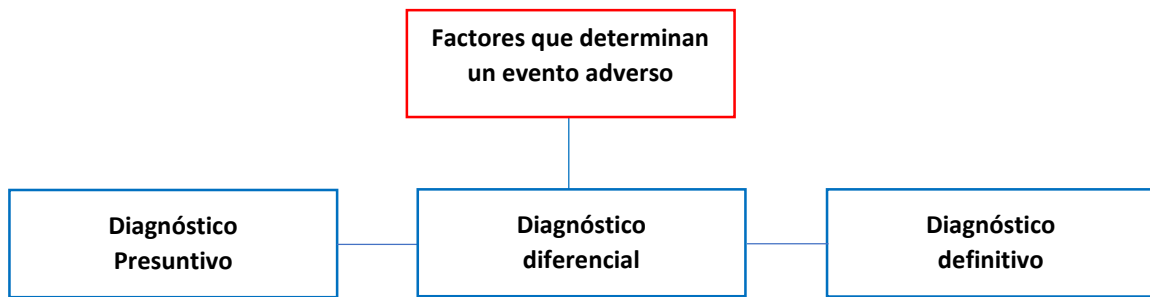 Factores que determinan
un evento adverso
Diagnóstico
Presuntivo
Diagnóstico
diferencial
Diagnóstico
definitivo